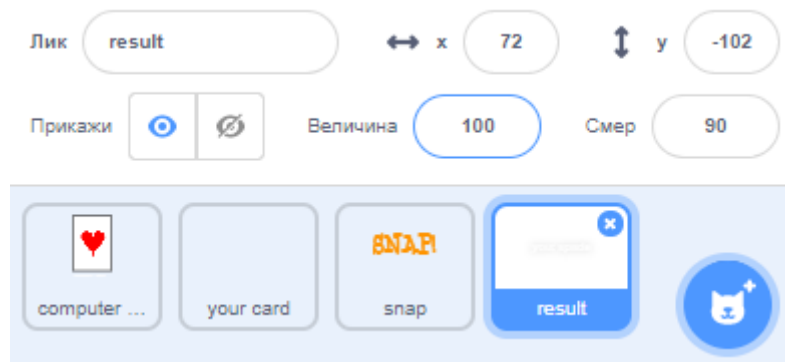 Лик result x 72 y -102
Прикажи Величина 100 Смер 90
SNAP!
computer ... your card snap result